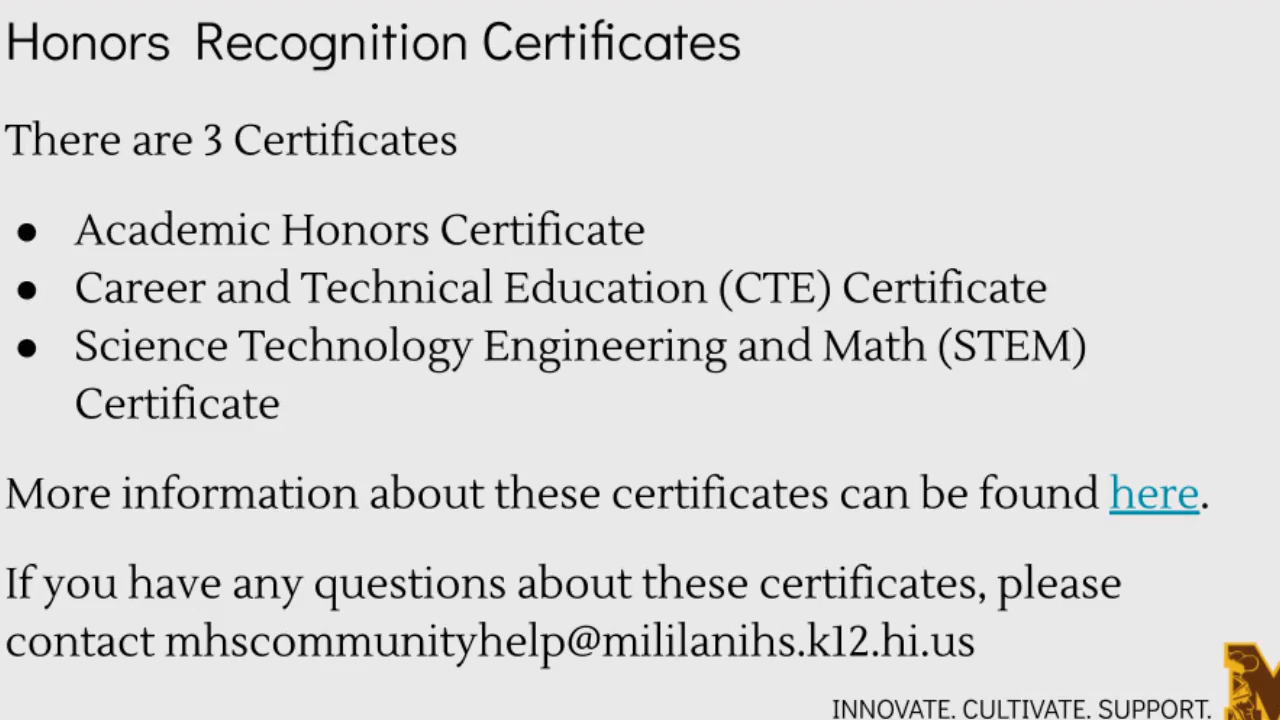 Honors Recognition Certificates
There are 3 Certificates
● Academic Honors Certificate
● Career and Technical Education (CTE) Certificate
● Science Technology Engineering and Math (STEM)
Certificate
More information about these certificates can be found here.
If you have any questions about these certificates, please
contact mhscommunityhelp@mililanihs.k12.hi.us
INNOVATE. CULTIVATE. SUPPORT.
M